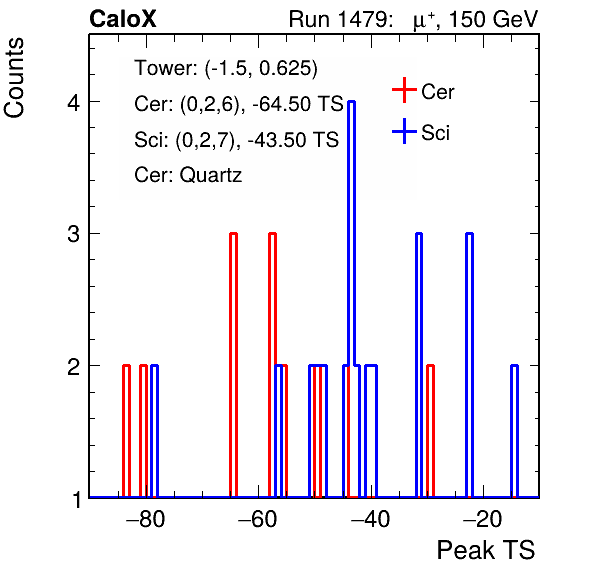 CaloX Run 1479: μ⁺, 150 GeV
Counts
Tower: (-1.5, 0.625)
Cer: (0,2,6), -64.50 TS
Sci: (0,2,7), -43.50 TS
Cer: Quartz
Cer
Sci
4
3
2
1
−80 −60 −40 −20
Peak TS